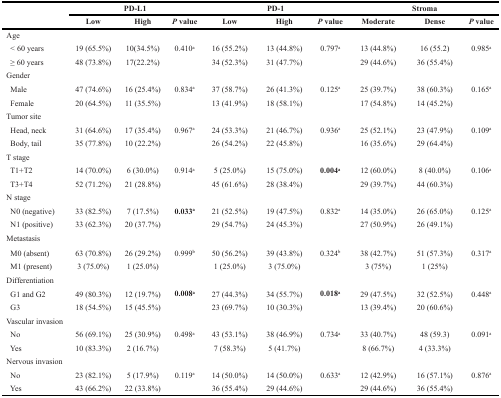 PD-L1 PD-1 Stroma
Low High P value Low High P value Moderate Dense P value
Age
< 60 years 19 (65.5%) 10(34.5%) 0.410ᵃ 16 (55.2%) 13 (44.8%) 0.797ᵃ 13 (44.8%) 16 (55.2) 0.985ᵃ
≥ 60 years 48 (73.8%) 17(22.2%) 34 (52.3%) 31 (47.7%) 29 (44.6%) 36 (55.4%)
Gender
Male 47 (74.6%) 16 (25.4%) 0.834ᵃ 37 (58.7%) 26 (41.3%) 0.125ᵃ 25 (39.7%) 38 (60.3%) 0.165ᵃ
Female 20 (64.5%) 11 (35.5%) 13 (41.9%) 18 (58.1%) 17 (54.8%) 14 (45.2%)
Tumor site
Head, neck 31 (64.6%) 17 (35.4%) 0.967ᵃ 24 (53.3%) 21 (46.7%) 0.936ᵃ 25 (52.1%) 23 (47.9%) 0.109ᵃ
Body, tail 35 (77.8%) 10 (22.2%) 26 (54.2%) 22 (45.8%) 16 (35.6%) 29 (64.4%)
T stage
T1+T2 14 (70.0%) 6 (30.0%) 0.914ᵃ 5 (25.0%) 15 (75.0%) 0.004ᵃ 12 (60.0%) 8 (40.0%) 0.106ᵃ
T3+T4 52 (71.2%) 21 (28.8%) 45 (61.6%) 28 (38.4%) 29 (39.7%) 44 (60.3%)
N stage
N0 (negative) 33 (82.5%) 7 (17.5%) 0.033ᵃ 21 (52.5%) 19 (47.5%) 0.832ᵃ 14 (35.0%) 26 (65.0%) 0.125ᵃ
N1 (positive) 33 (62.3%) 20 (37.7%) 29 (54.7%) 24 (45.3%) 27 (50.9%) 26 (49.1%)
Metastasis
M0 (absent) 63 (70.8%) 26 (29.2%) 0.999ᵇ 50 (56.2%) 39 (43.8%) 0.324ᵇ 38 (42.7%) 51 (57.3%) 0.317ᵃ
M1 (present) 3 (75.0%) 1 (25.0%) 1 (25.0%) 3 (75.0%) 3 (75%) 1 (25%)
Differentiation
G1 and G2 49 (80.3%) 12 (19.7%) 0.008ᵃ 27 (44.3%) 34 (55.7%) 0.018ᵃ 29 (47.5%) 32 (52.5%) 0.448ᵃ
G3 18 (54.5%) 15 (45.5%) 23 (69.7%) 10 (30.3%) 13 (39.4%) 20 (60.6%)
Vascular invasion
No 56 (69.1%) 25 (30.9%) 0.498ᵃ 43 (53.1%) 38 (46.9%) 0.734ᵃ 33 (40.7%) 48 (59.3) 0.091ᵃ
Yes 10 (83.3%) 2 (16.7%) 7 (58.3%) 5 (41.7%) 8 (66.7%) 4 (33.3%)
Nervous invasion
No 23 (82.1%) 5 (17.9%) 0.119ᵃ 14 (50.0%) 14 (50.0%) 0.633ᵃ 12 (42.9%) 16 (57.1%) 0.876ᵃ
Yes 43 (66.2%) 22 (33.8%) 36 (55.4%) 29 (44.6%) 29 (44.6%) 36 (55.4%)